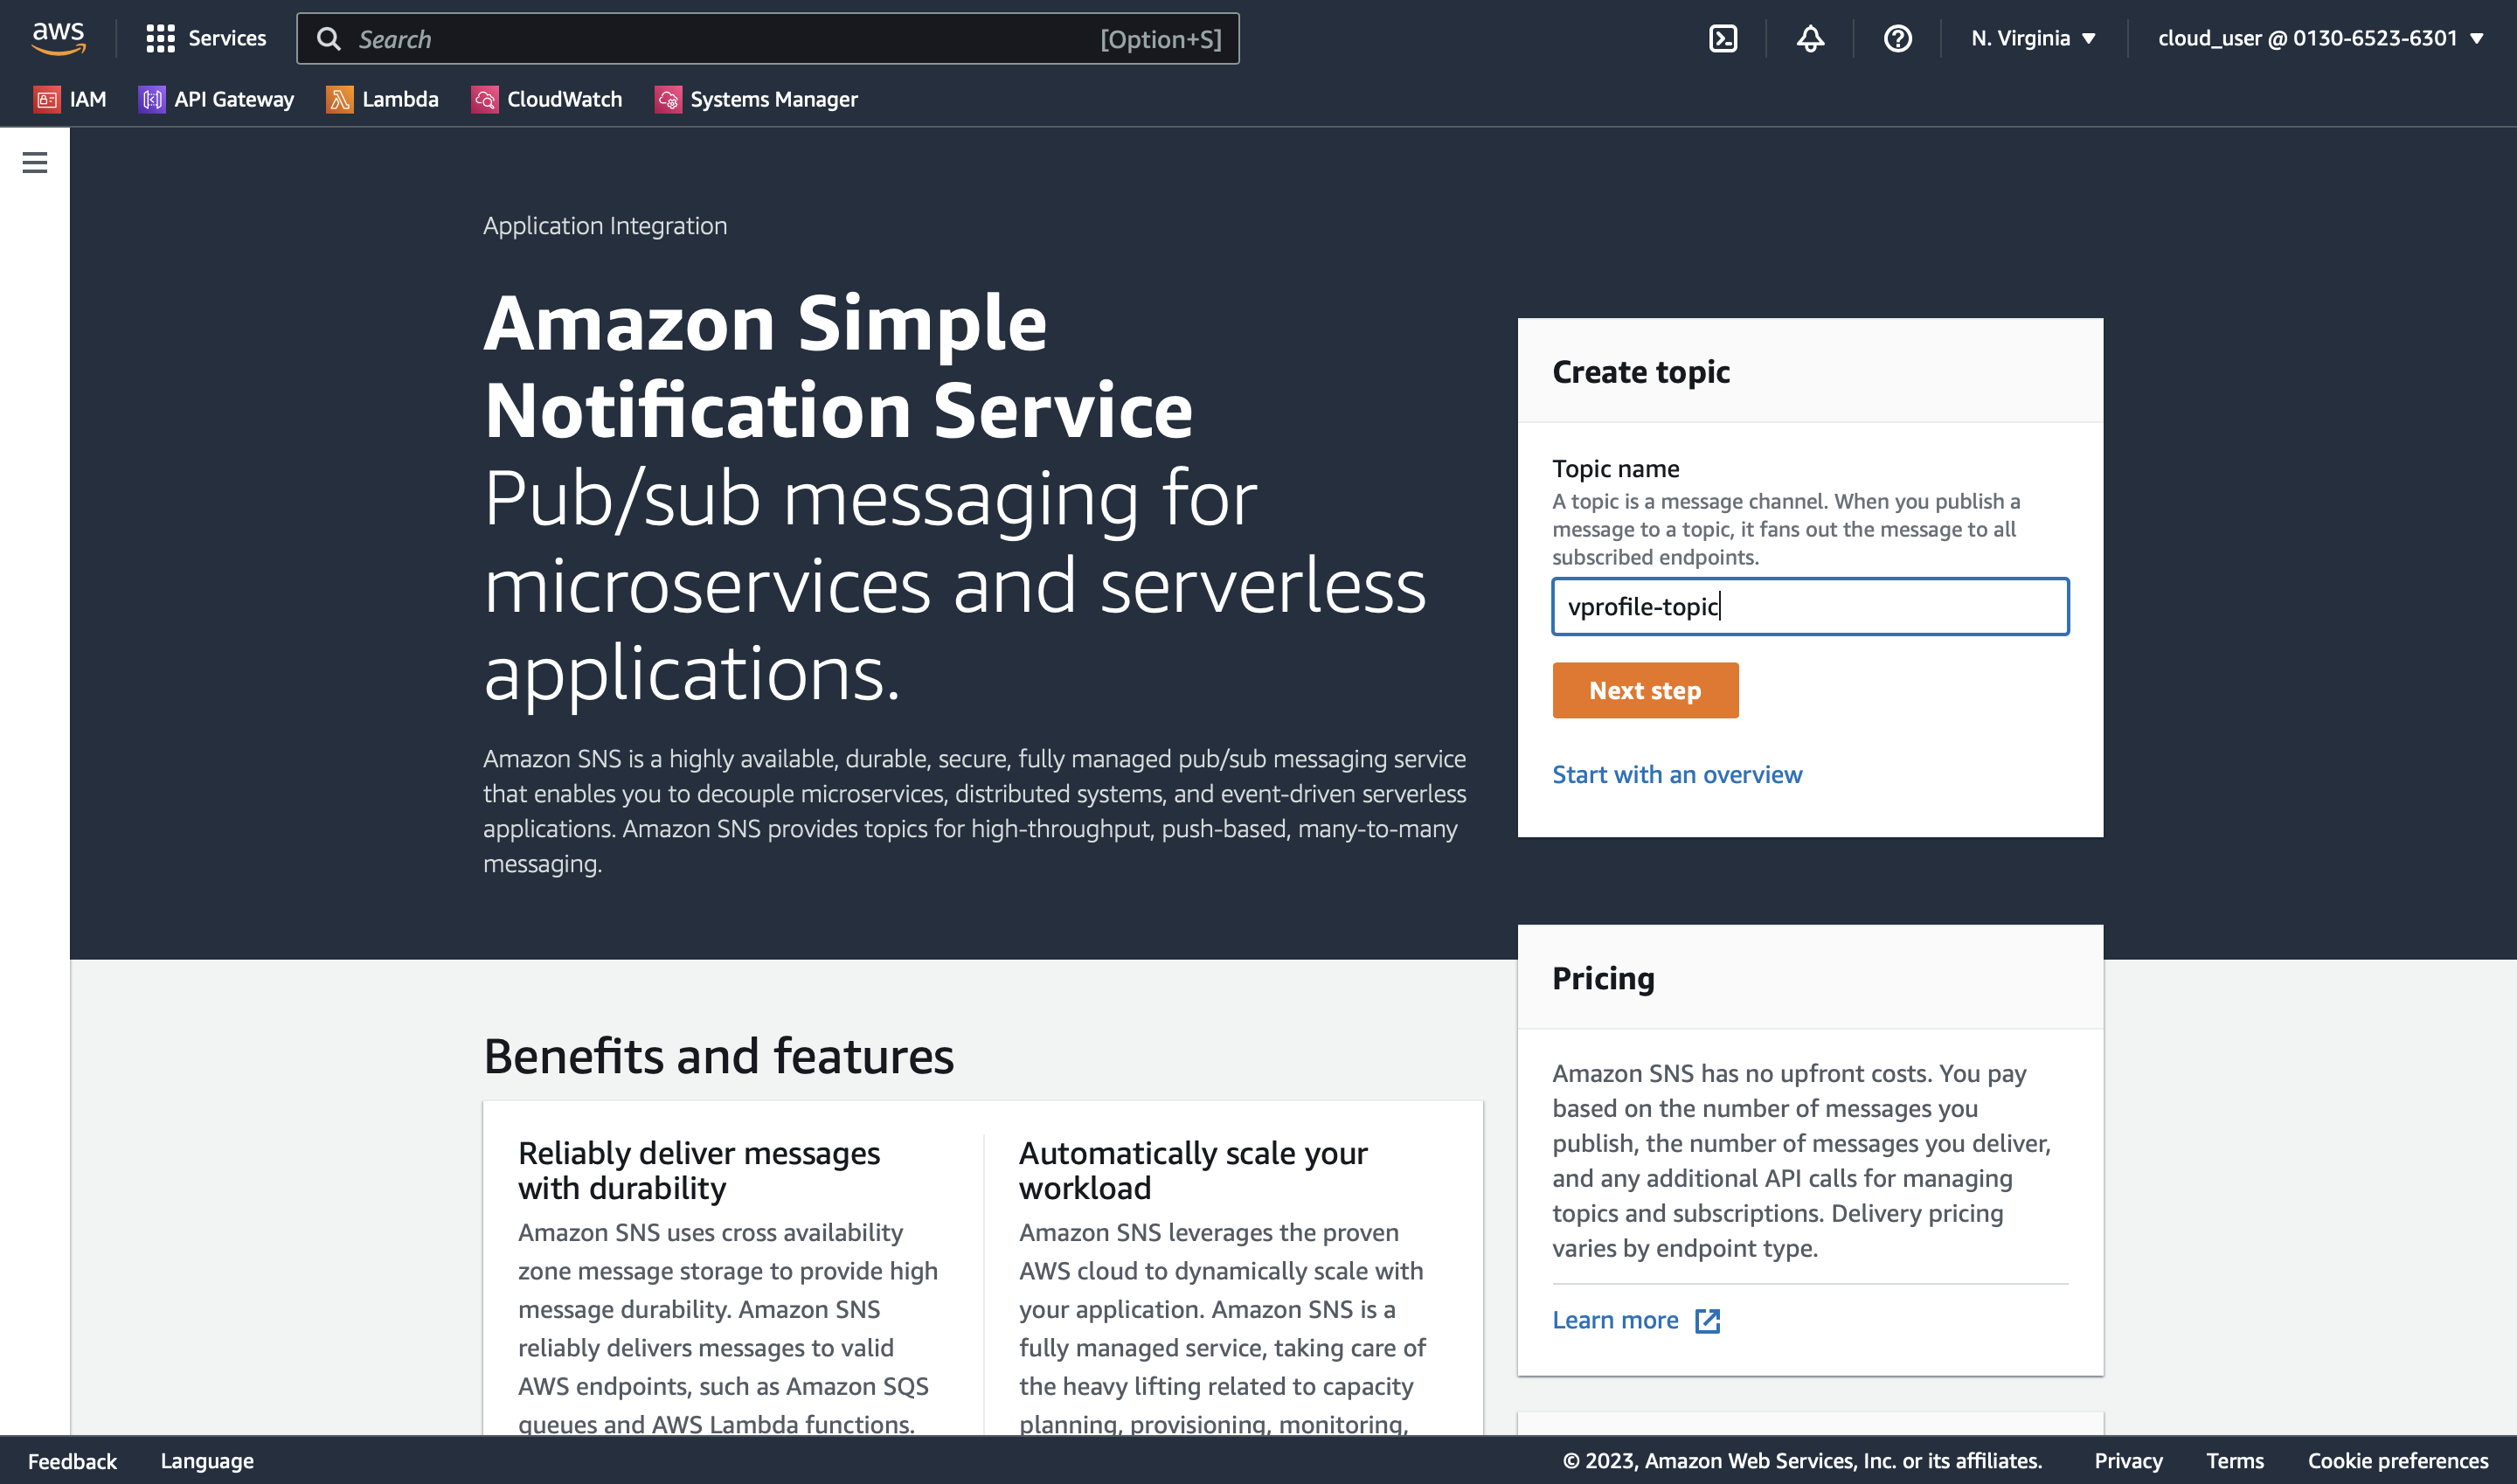 aws
Services
Search
[Option+S]
N. Virginia
cloud_user @ 0130-6523-6301
IAM
API Gateway
Lambda
CloudWatch
Systems Manager
Application Integration
Amazon Simple
Notification Service
Pub/sub messaging for
microservices and serverless
applications.
Amazon SNS is a highly available, durable, secure, fully managed pub/sub messaging service
that enables you to decouple microservices, distributed systems, and event-driven serverless
applications. Amazon SNS provides topics for high-throughput, push-based, many-to-many
messaging.
Create topic
Topic name
A topic is a message channel. When you publish a
message to a topic, it fans out the message to all
subscribed endpoints.
vprofile-topic
Next step
Start with an overview
Pricing
Amazon SNS has no upfront costs. You pay
based on the number of messages you
publish, the number of messages you deliver,
and any additional API calls for managing
topics and subscriptions. Delivery pricing
varies by endpoint type.
Learn more
Benefits and features
Reliably deliver messages
with durability
Amazon SNS uses cross availability
zone message storage to provide high
message durability. Amazon SNS
reliably delivers messages to valid
AWS endpoints, such as Amazon SQS
queues and AWS Lambda functions.
Automatically scale your
workload
Amazon SNS leverages the proven
AWS cloud to dynamically scale with
your application. Amazon SNS is a
fully managed service, taking care of
the heavy lifting related to capacity
planning, provisioning, monitoring,
Feedback
Language
© 2023, Amazon Web Services, Inc. or its affiliates.
Privacy
Terms
Cookie preferences